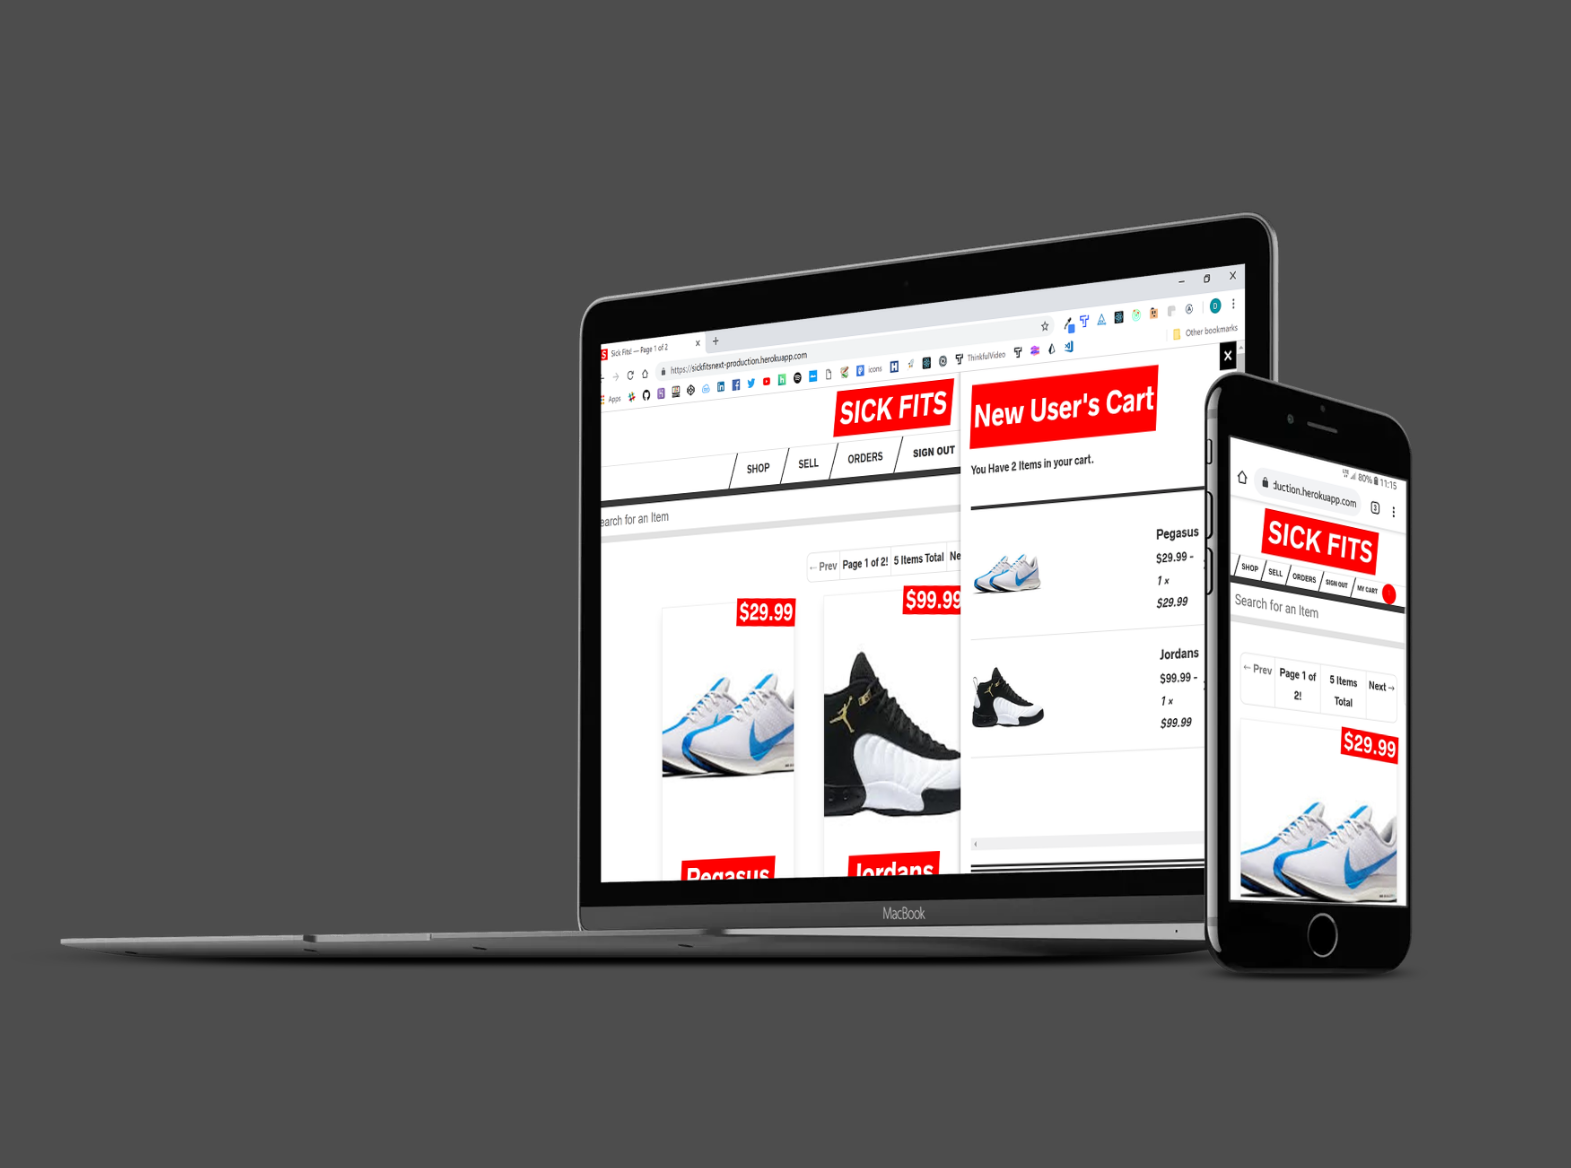 Sick Fits! — Page 1 of 2
https://sickfitsnext-production.herokuapp.com
Apps
icons
ThinkfulVideo
Other bookmarks
SICK FITS
SHOP
SELL
ORDERS
SIGN OUT
earch for an Item
← Prev
Page 1 of 2!
5 Items Total
Ne
$29.99
$99.99
Pegasus
Jordans
New User's Cart
You Have 2 Items in your cart.
Pegasus
$29.99 -
1 x
$29.99
Jordans
$99.99 -
1 x
$99.99
MacBook
80% 11:15
duction.herokuapp.com
3
SICK FITS
SHOP
SELL
ORDERS
SIGN OUT
MY CART
Search for an Item
← Prev
Page 1 of
2!
5 Items
Total
Next →
$29.99